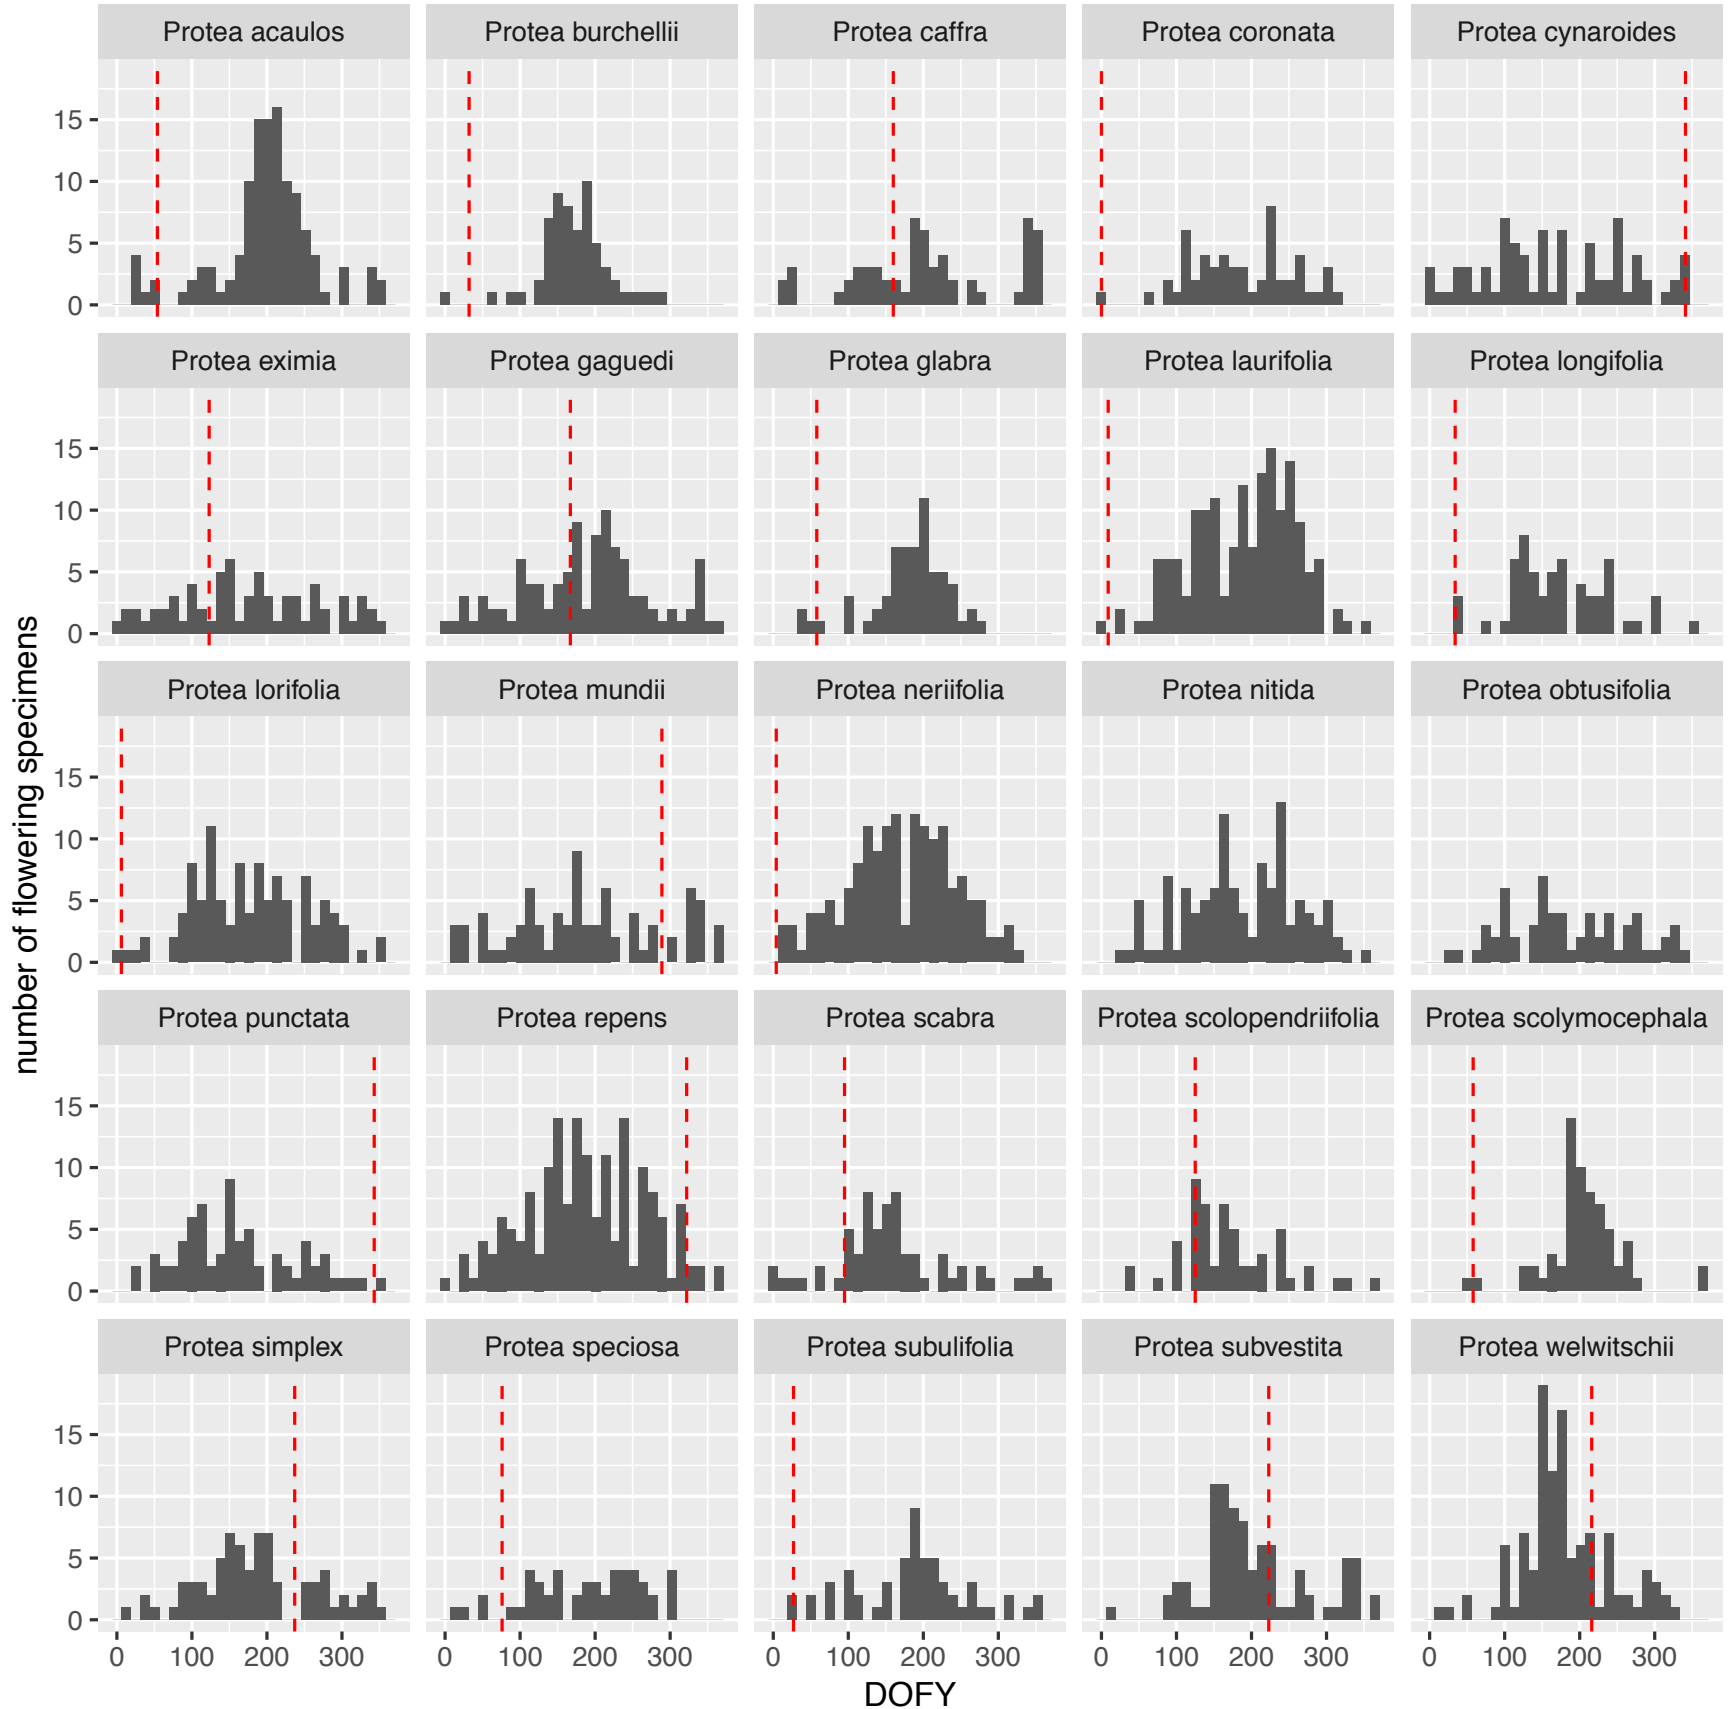 Protea acaulos Protea burchellii Protea caffra Protea coronata Protea cynaroides
15
10
5
0
Protea eximia Protea gaguedi Protea glabra Protea laurifolia Protea longifolia
15
10
5
0
number of flowering specimens
Protea lorifolia Protea mundii Protea neriifolia Protea nitida Protea obtusifolia
15
10
5
0
Protea punctata Protea repens Protea scabra Protea scolopendriifolia Protea scolymocephala
15
10
5
0
Protea simplex Protea speciosa Protea subulifolia Protea subvestita Protea welwitschii
15
10
5
0
0 100 200 300 0 100 200 300 0 100 200 300 0 100 200 300 0 100 200 300
DOFY